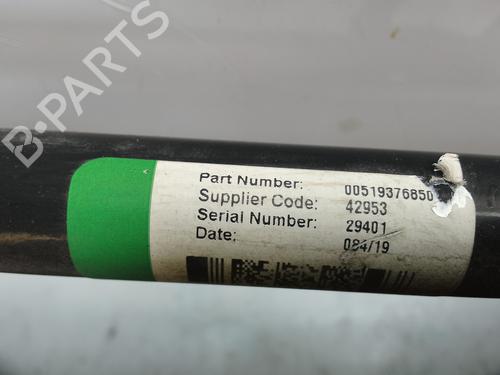 B-PARTS
Part Number: 00519376850
Supplier Code: 42953
Serial Number: 29401
Date: 084/19